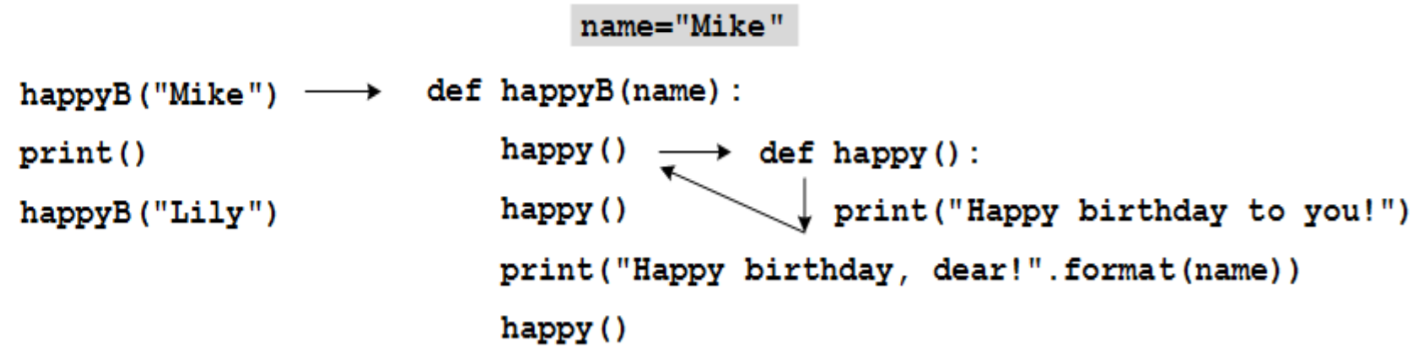 name="Mike"
happyB("Mike")
print()
happyB("Lily")
def happyB(name):
happy()
happy()
print("Happy birthday, dear!".format(name))
happy()
def happy():
print("Happy birthday to you!")